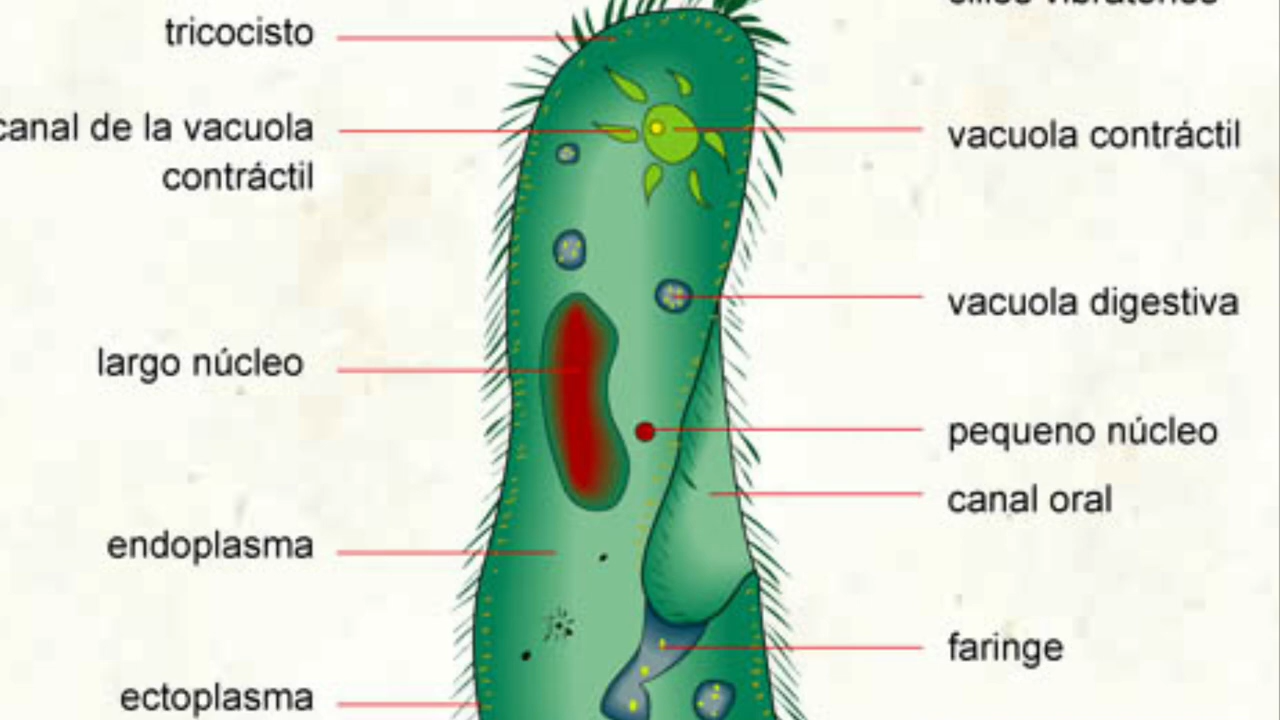 tricocisto
canal de la vacuola
contráctil
largo núcleo
endoplasma
ectoplasma
vacuola contráctil
vacuola digestiva
pequeno núcleo
canal oral
faringe